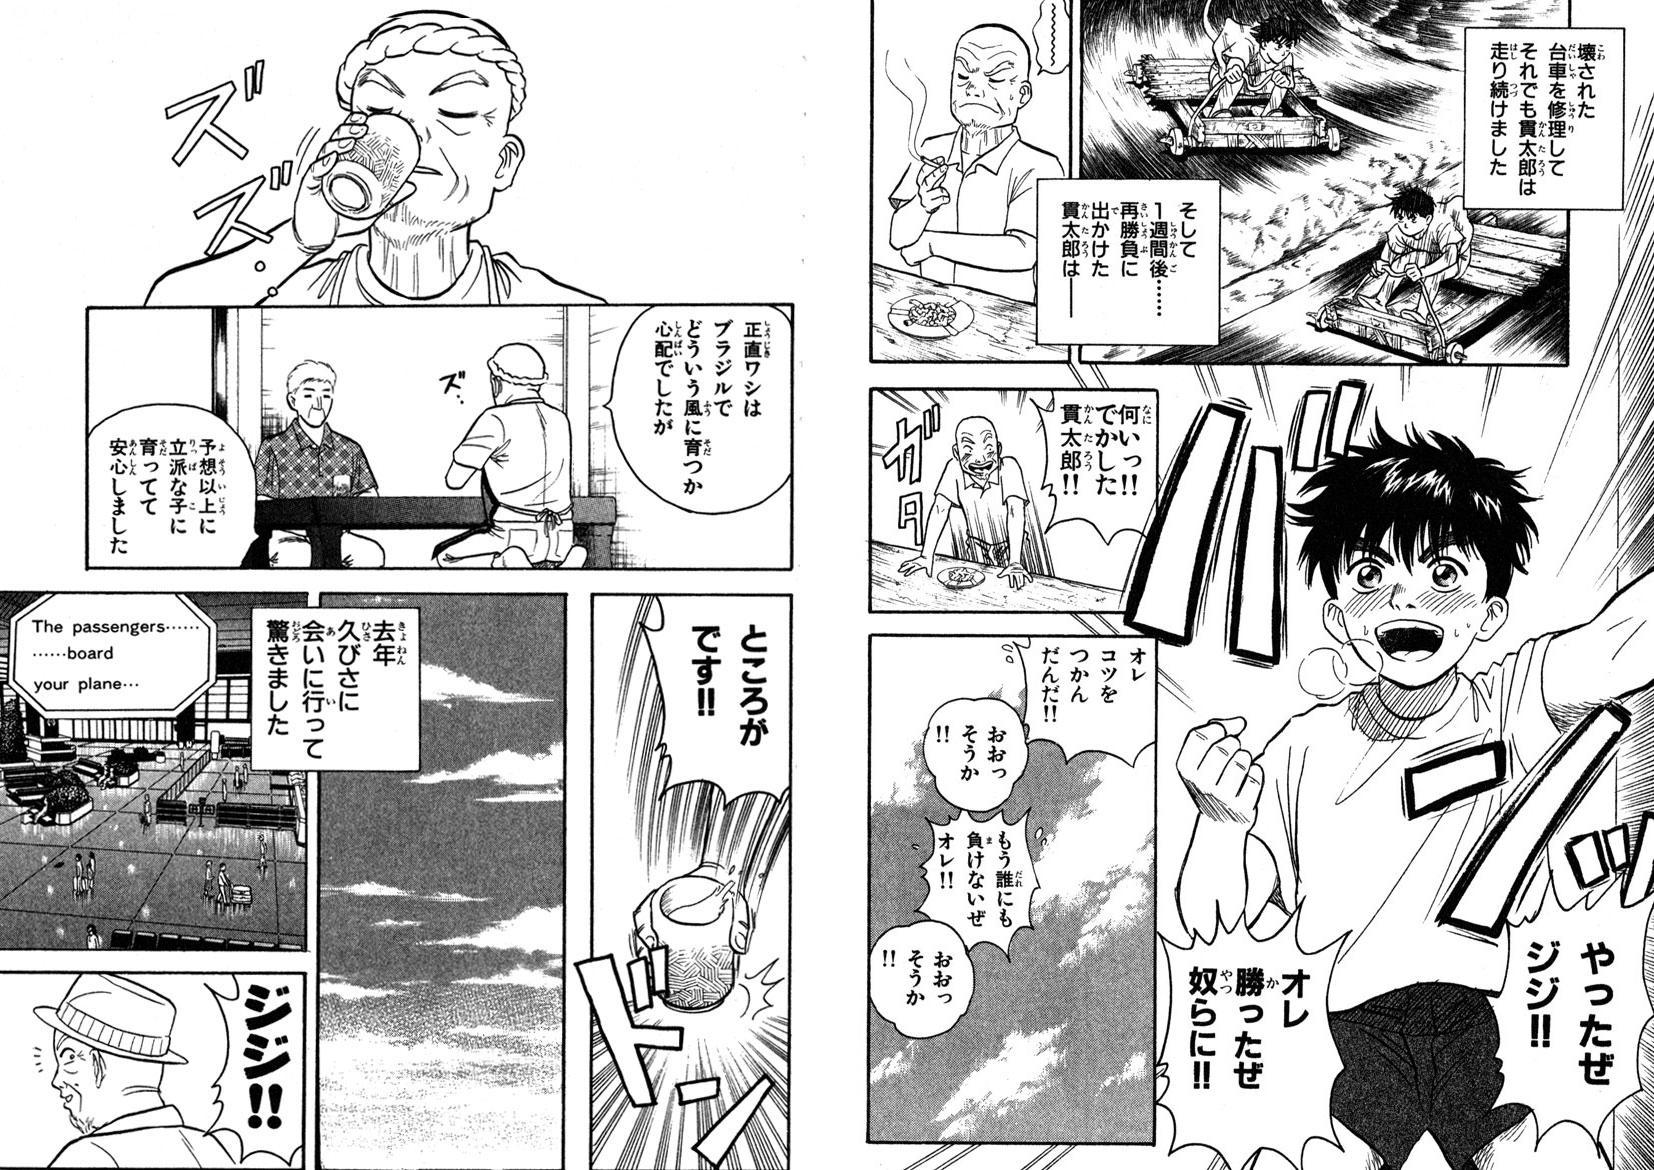 壊された
台車を修理して
それでも貫太郎は
走り続けました
そして
1週間後……
再勝負に
出かけた
貫太郎は――
バンッ
やったぜ
ジジ!!
オレ
勝ったぜ
奴らに!!
何いっ!!
でかした
貫太郎!!
ガタ
オレ
コツを
つかん
だんだ!!
おおっ
そうか
!!
もう誰にも
負けないぜ
オレ!!
おおっ
そうか
!!
ズズ
正直ワシは
ブラジルで
どういう風に育つか
心配でしたが
ズ…
予想以上に
立派な子に
育ってて
安心しました
ところが
です!!
ドン
去年
久びさに
会いに行って
驚きました
The passengers……
……board
your plane…
ジジ!!